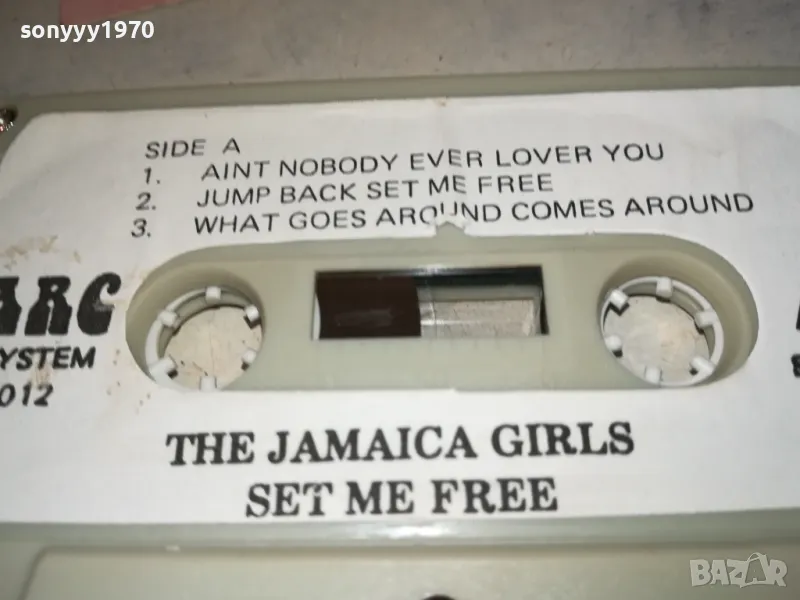 sonyyy1970
SIDE A
1. AINT NOBODY EVER LOVER YOU
2. JUMP BACK SET ME FREE
3. WHAT GOES AROUND COMES AROUND
ARC
YSTEM
012
THE JAMAICA GIRLS
SET ME FREE
BAZAR